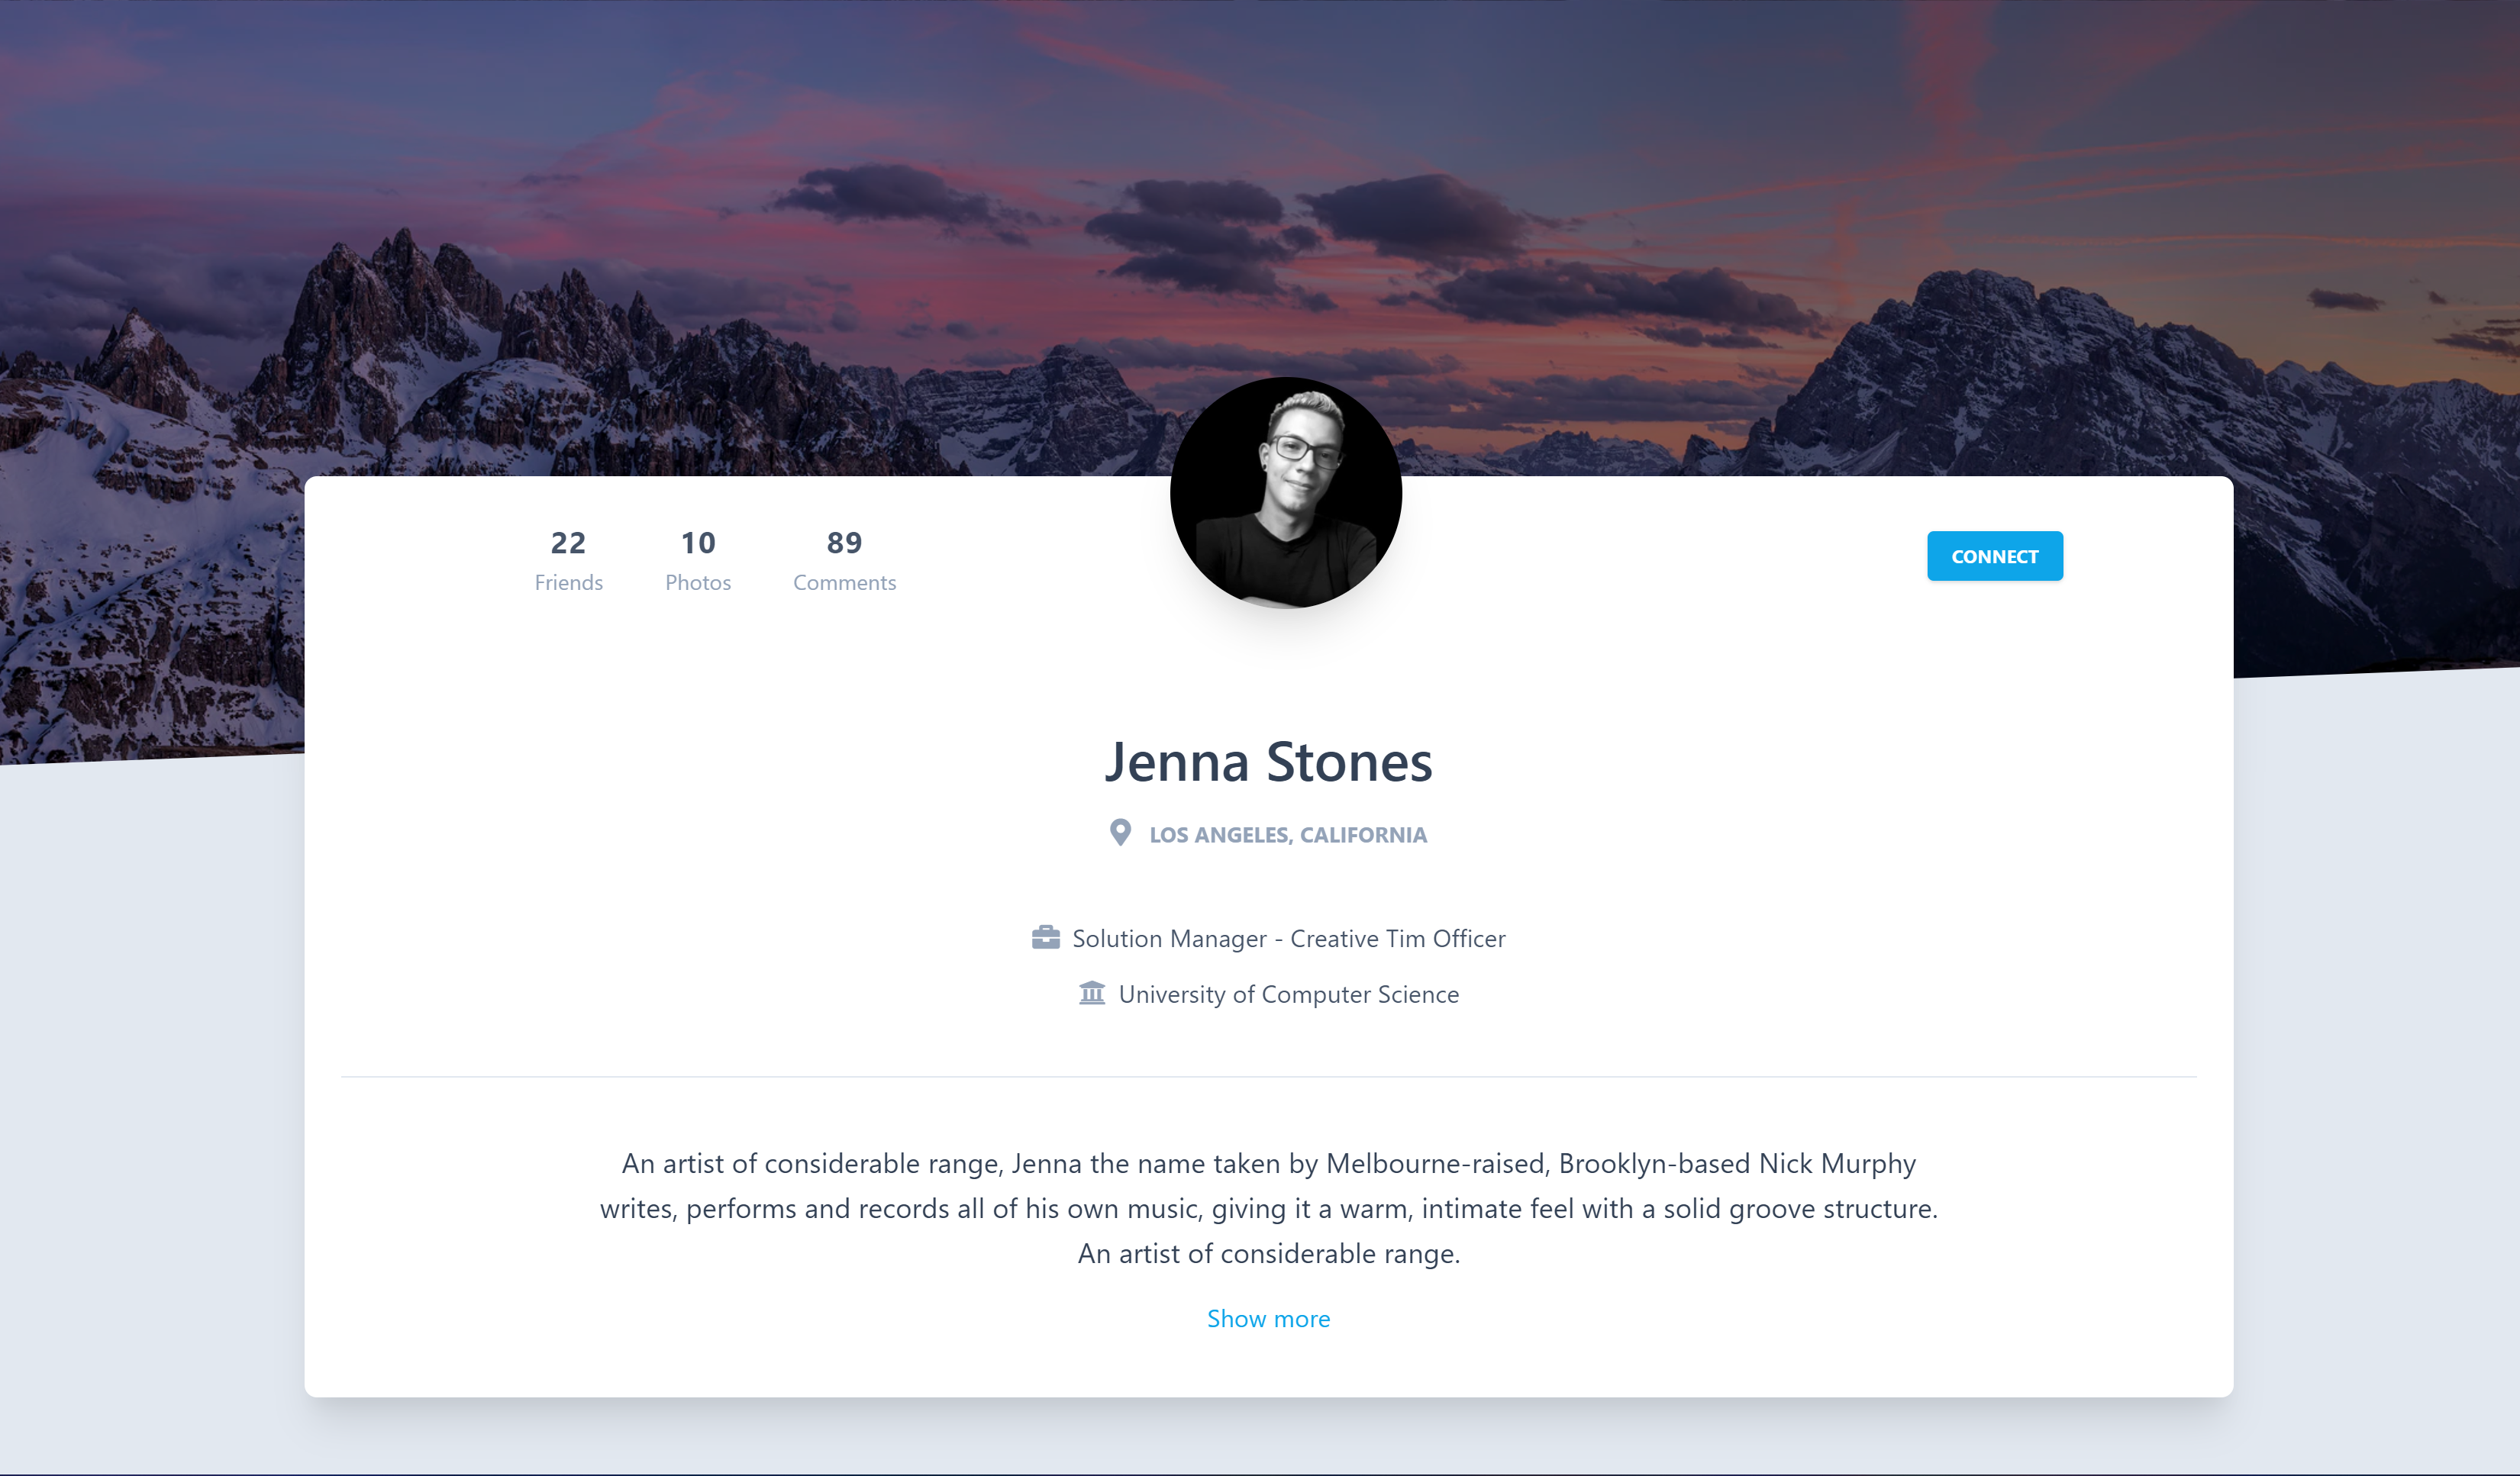 22
Friends
10
Photos
89
Comments
CONNECT
Jenna Stones
LOS ANGELES, CALIFORNIA
Solution Manager - Creative Tim Officer
University of Computer Science
An artist of considerable range, Jenna the name taken by Melbourne-raised, Brooklyn-based Nick Murphy
writes, performs and records all of his own music, giving it a warm, intimate feel with a solid groove structure.
An artist of considerable range.
Show more